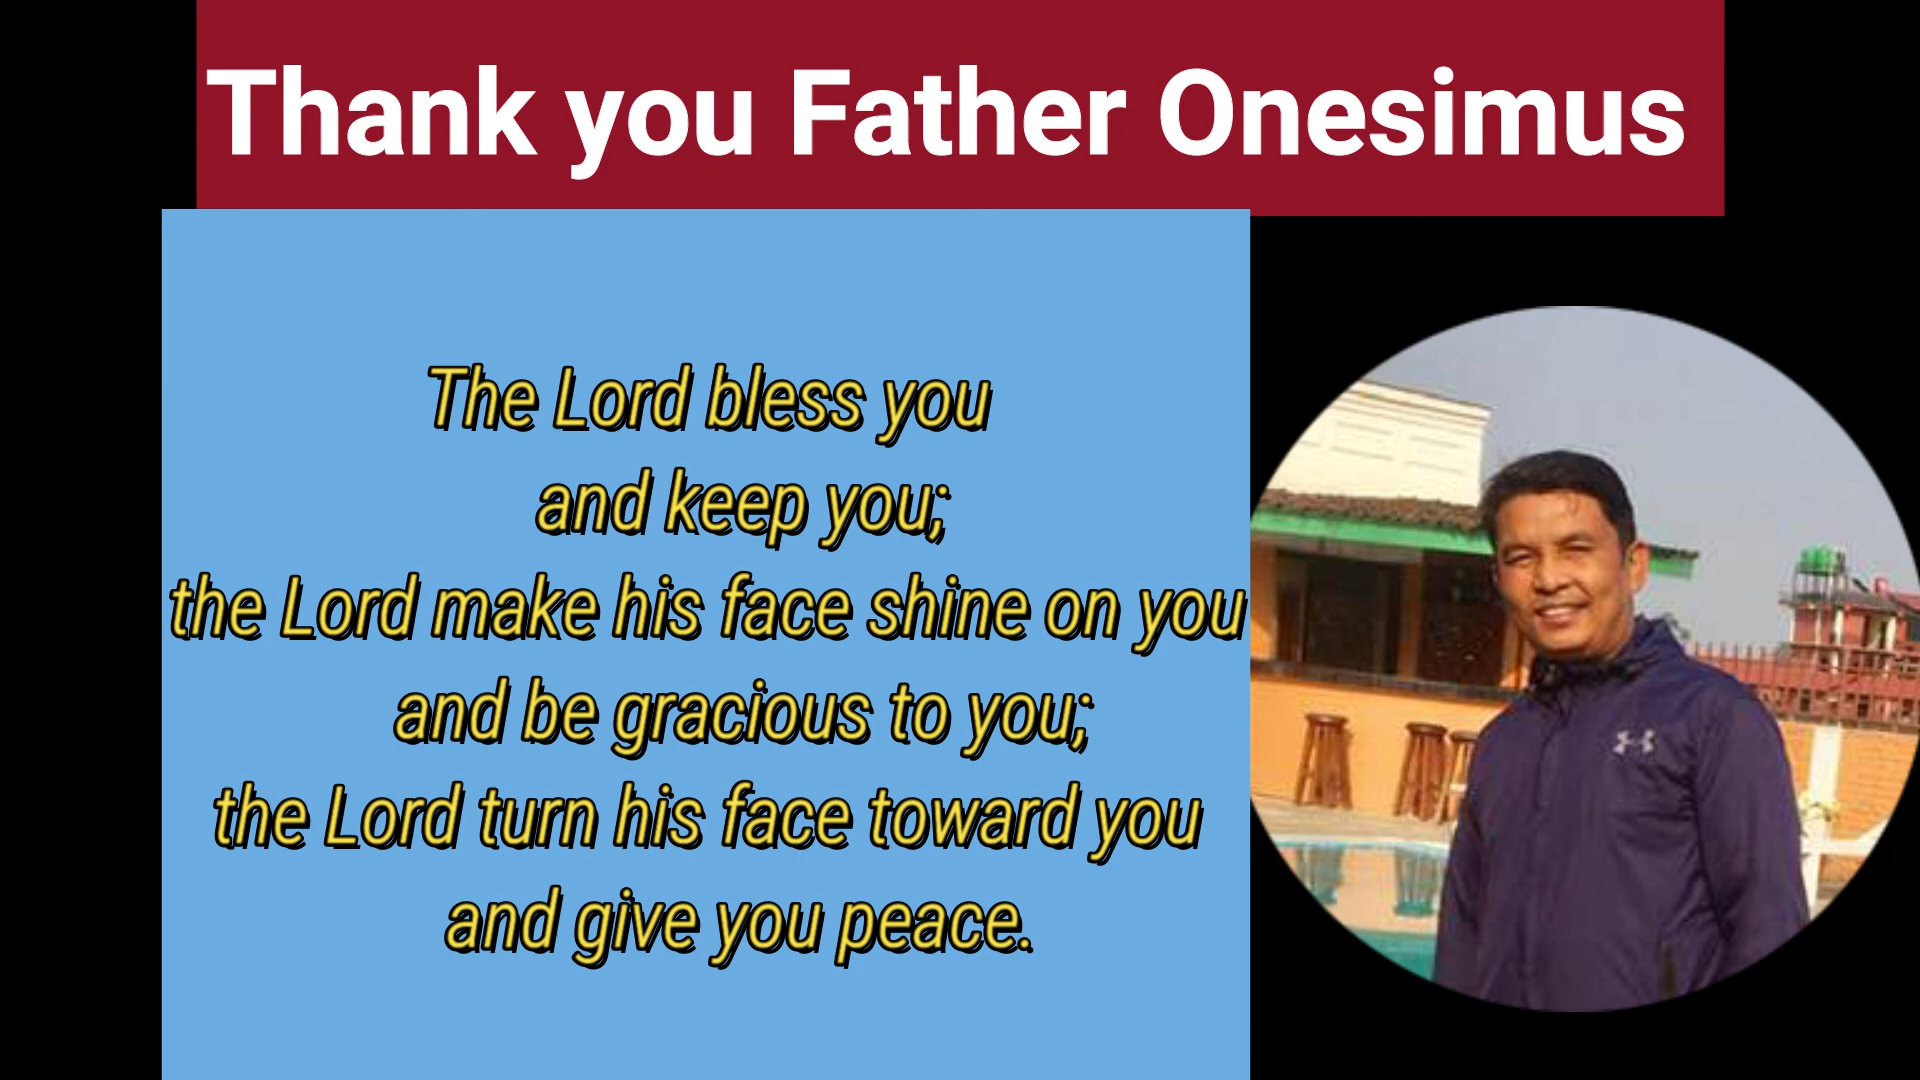 Thank you Father Onesimus
The Lord bless you
and keep you;
the Lord make his face shine on you
and be gracious to you;
the Lord turn his face toward you
and give you peace.